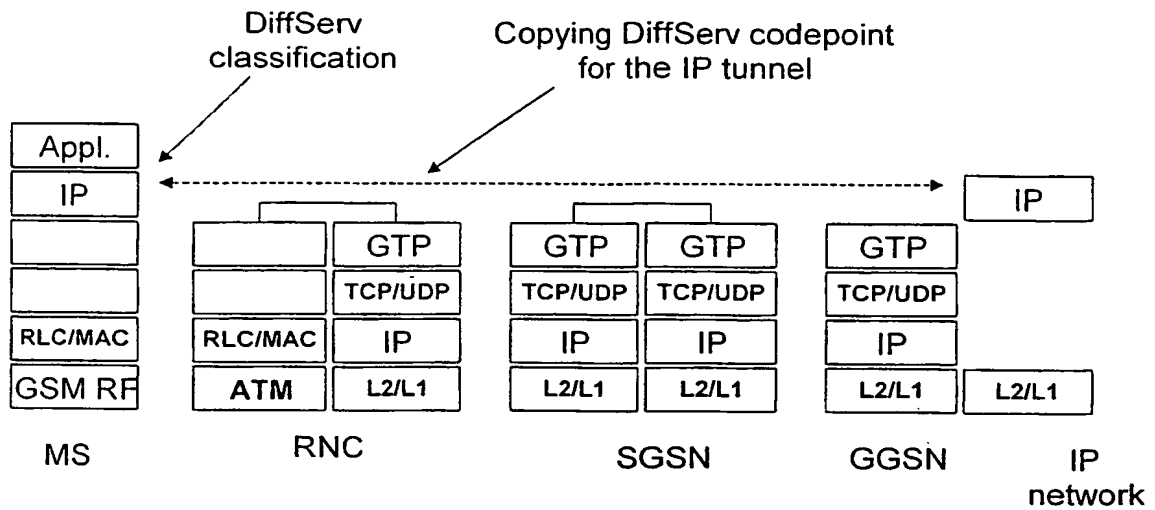 DiffServ
classification
Copying DiffServ codepoint
for the IP tunnel
Appl.
IP
IP
GTP
GTP
GTP
GTP
TCP/UDP
TCP/UDP
TCP/UDP
TCP/UDP
RLC/MAC
RLC/MAC
IP
IP
IP
IP
GSM RF
ATM
L2/L1
L2/L1
L2/L1
L2/L1
L2/L1
MS
RNC
SGSN
GGSN
IP
network